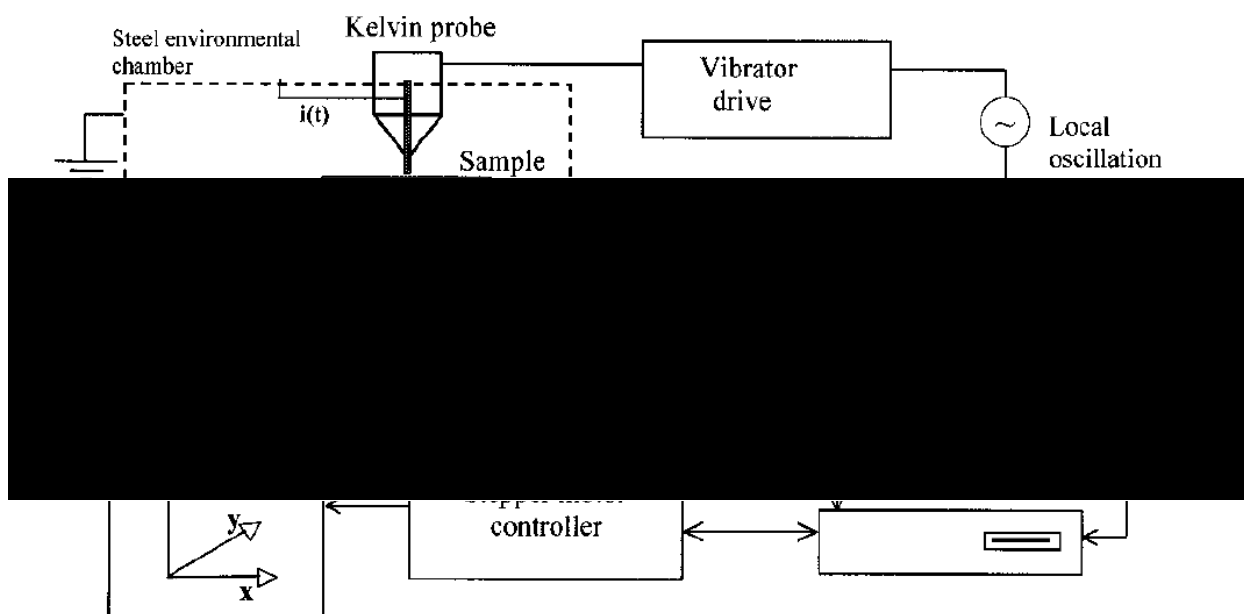 Kelvin probe
Steel environmental
chamber
i(t)
Vibrator
drive
~
Local
oscillation
Sample
controller
y
x